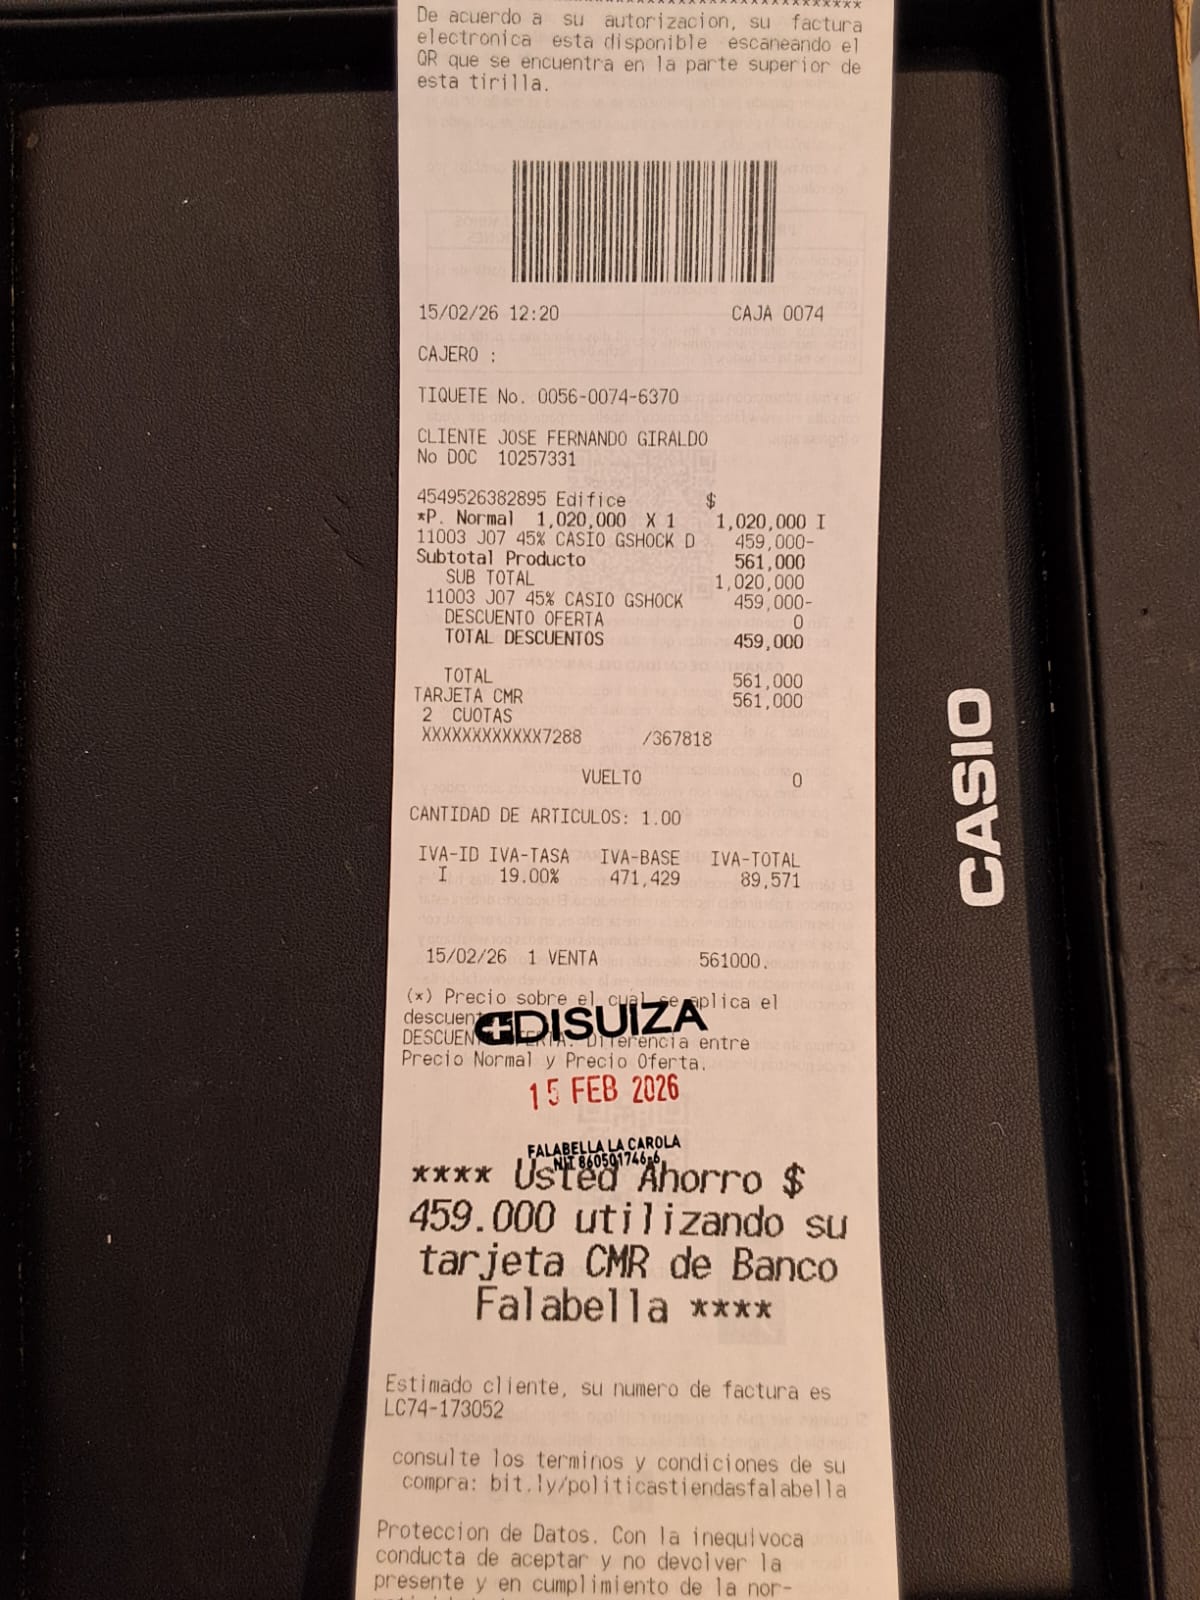 De acuerdo a su autorizacion, su factura
electronica esta disponible escaneando el
QR que se encuentra en la parte superior de
esta tirilla.
15/02/26 12:20 CAJA 0074
CAJERO :
TIQUETE No. 0056-0074-6370
CLIENTE JOSE FERNANDO GIRALDO
No DOC 10257331
4549526382895 Edifice $
*P. Normal 1,020,000 X 1 1,020,000 I
11003 J07 45% CASIO GSHOCK D 459,000-
Subtotal Producto 561,000
SUB TOTAL 1,020,000
11003 J07 45% CASIO GSHOCK 459,000-
DESCUENTO OFERTA 0
TOTAL DESCUENTOS 459,000
TOTAL 561,000
TARJETA CMR 561,000
2 CUOTAS
XXXXXXXXXXXX7288 /367818
VUELTO 0
CANTIDAD DE ARTICULOS: 1.00
IVA-ID IVA-TASA IVA-BASE IVA-TOTAL
I 19.00% 471,429 89,571
15/02/26 1 VENTA 561000.
(*) Precio sobre el cual se aplica el
descuent
DISUIZA
DESCUEN FERTA. Diferencia entre
Precio Normal y Precio Oferta.
15 FEB 2026
FALABELLA LA CAROLA
NIT 860501746-6
**** Usted Ahorro $
459.000 utilizando su
tarjeta CMR de Banco
Falabella ****
Estimado cliente, su numero de factura es
LC74-173052
consulte los terminos y condiciones de su
compra: bit.ly/politicastiendasfalabella
Proteccion de Datos. Con la inequivoca
conducta de aceptar y no devolver la
presente y en cumplimiento de la nor-
CASIO